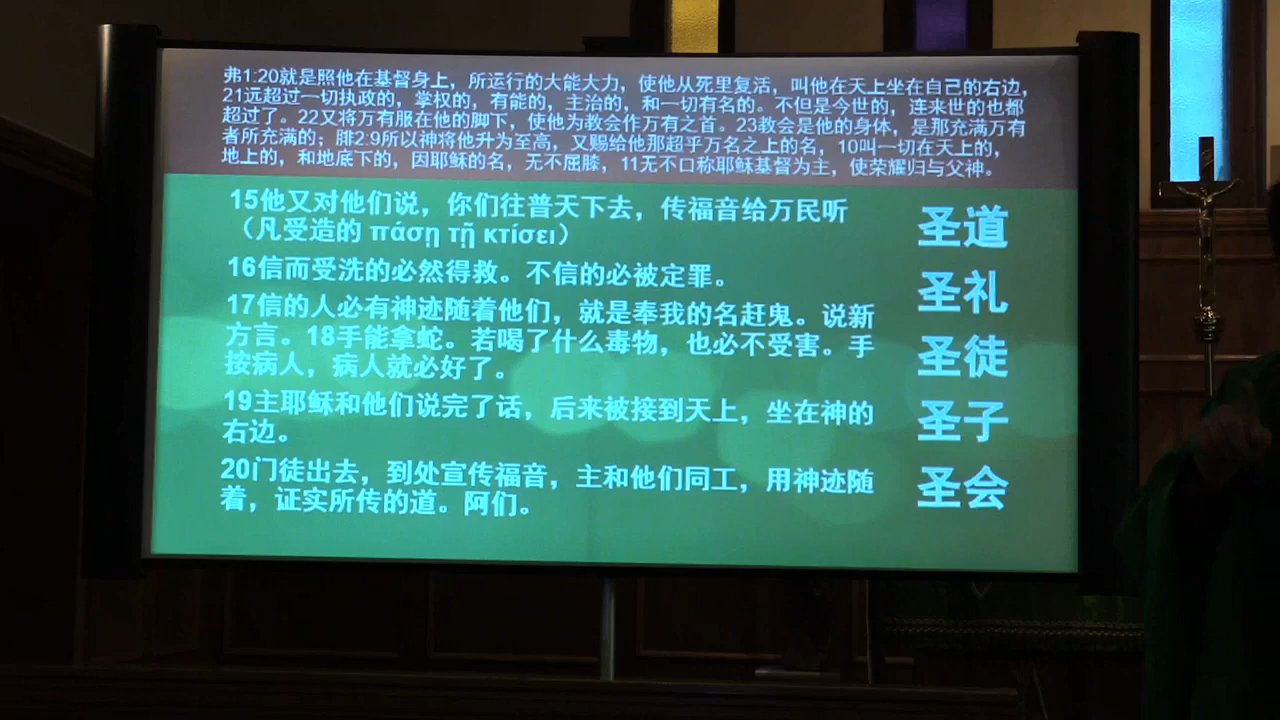 弗1:20就是照他在基督身上，所运行的大能大力，使他从死里复活，叫他在天上坐在自己的右边，
21远超过一切执政的，掌权的，有能的，主治的，和一切有名的。不但是今世的，连来世的也都
超过了。22又将万有服在他的脚下，使他为教会作万有之首。23教会是他的身体，是那充满万有
者所充满的；腓2:9所以神将他升为至高，又赐给他那超乎万名之上的名，10叫一切在天上的，
地上的，和地底下的，因耶稣的名，无不屈膝，11无不口称耶稣基督为主，使荣耀归与父神。
15他又对他们说，你们往普天下去，传福音给万民听
（凡受造的 πάσῃ τῇ κτίσει）
16信而受洗的必然得救。不信的必被定罪。
17信的人必有神迹随着他们，就是奉我的名赶鬼。说新
方言。18手能拿蛇。若喝了什么毒物，也必不受害。手
按病人，病人就必好了。
19主耶稣和他们说完了话，后来被接到天上，坐在神的
右边。
20门徒出去，到处宣传福音，主和他们同工，用神迹随
着，证实所传的道。阿们。
圣道
圣礼
圣徒
圣子
圣会